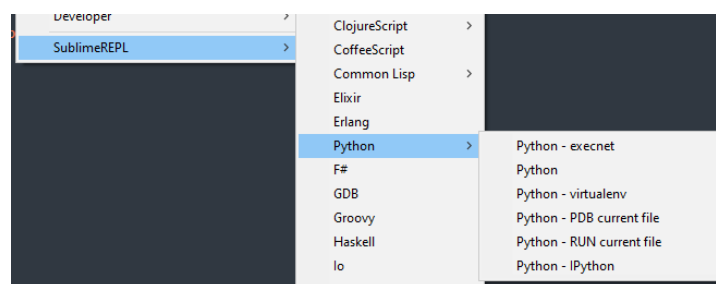 Developer
SublimeREPL
ClojureScript
CoffeeScript
Common Lisp
Elixir
Erlang
Python
F#
GDB
Groovy
Haskell
Io
Python - execnet
Python
Python - virtualenv
Python - PDB current file
Python - RUN current file
Python - IPython